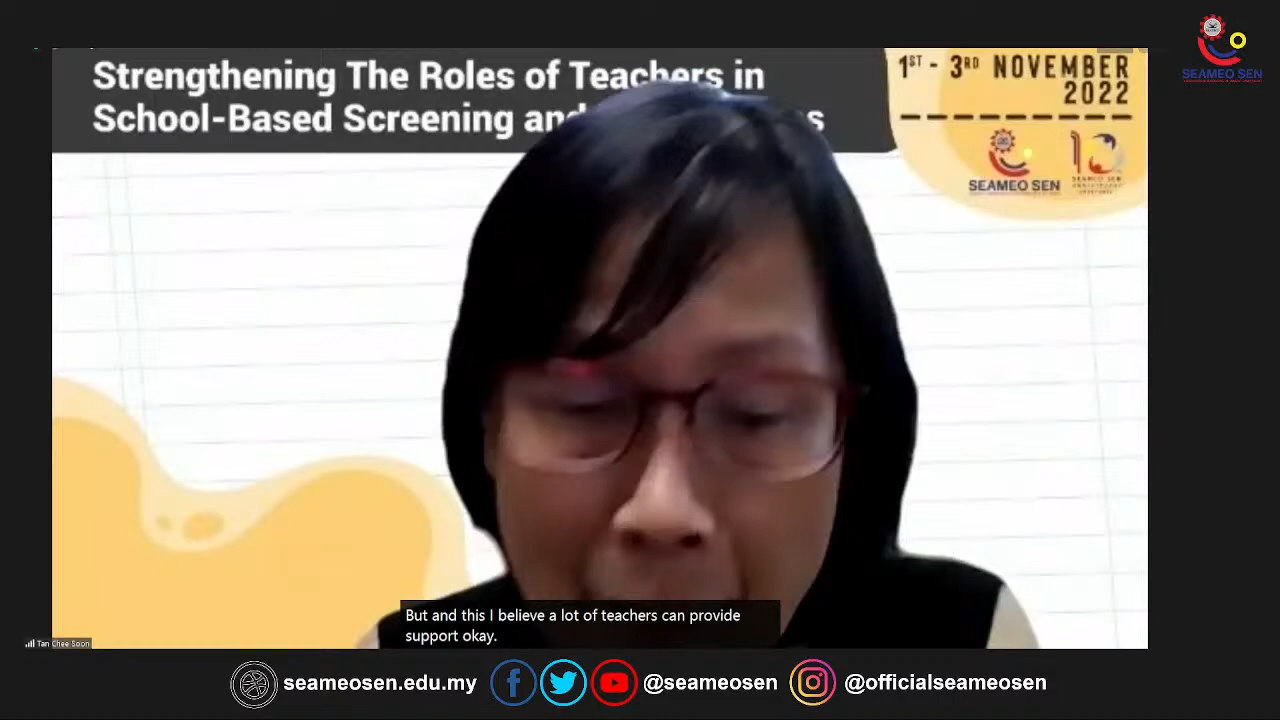 Strengthening The Roles of Teachers in
School-Based Screening and
1ST - 3RD NOVEMBER
2022
SEAMEO SEN
SEAMEO SEN
But and this I believe a lot of teachers can provide
support okay.
Tan Chee Soon
seameosen.edu.my @seameosen @officialseameosen